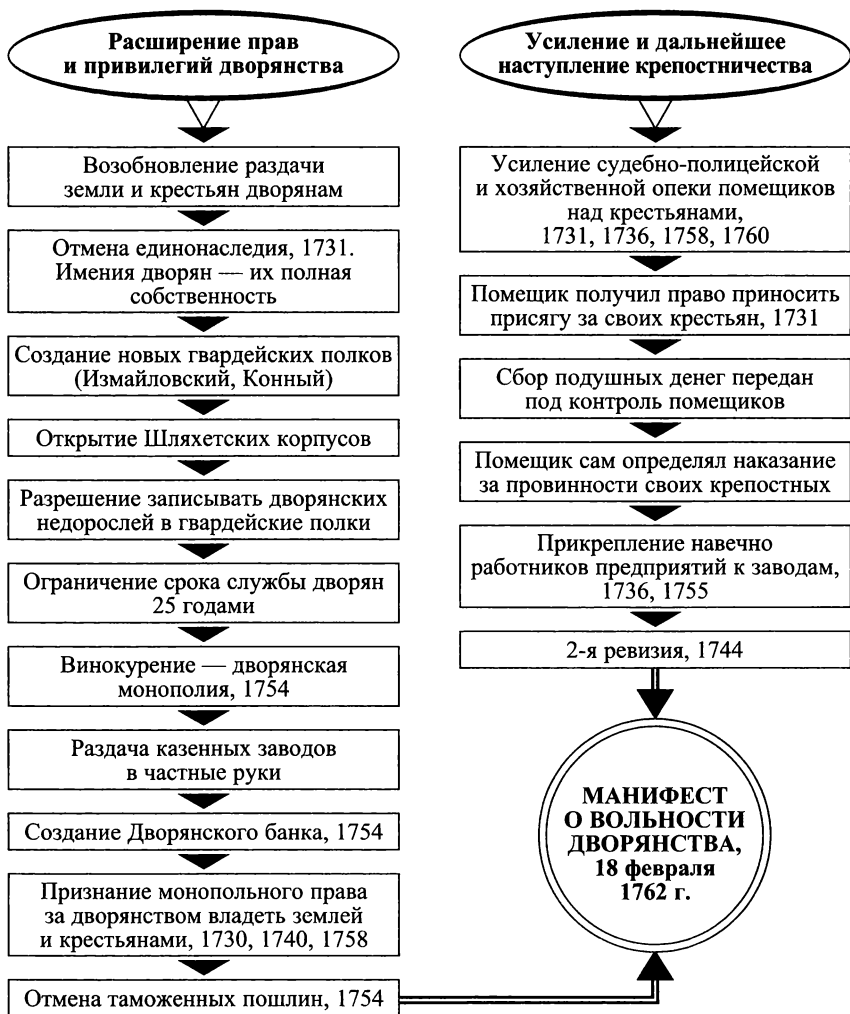 Расширение прав
и привилегий дворянства
Возобновление раздачи
земли и крестьян дворянам
Отмена единонаследия, 1731.
Имения дворян — их полная
собственность
Создание новых гвардейских полков
(Измайловский, Конный)
Открытие Шляхетских корпусов
Разрешение записывать дворянских
недорослей в гвардейские полки
Ограничение срока службы дворян
25 годами
Винокурение — дворянская
монополия, 1754
Раздача казенных заводов
в частные руки
Создание Дворянского банка, 1754
Признание монопольного права
за дворянством владеть землей
и крестьянами, 1730, 1740, 1758
Отмена таможенных пошлин, 1754
Усиление и дальнейшее
наступление крепостничества
Усиление судебно-полицейской
и хозяйственной опеки помещиков
над крестьянами,
1731, 1736, 1758, 1760
Помещик получил право приносить
присягу за своих крестьян, 1731
Сбор подушных денег передан
под контроль помещиков
Помещик сам определял наказание
за провинности своих крепостных
Прикрепление навечно
работников предприятий к заводам,
1736, 1755
2-я ревизия, 1744
МАНИФЕСТ
О ВОЛЬНОСТИ
ДВОРЯНСТВА,
18 февраля
1762 г.